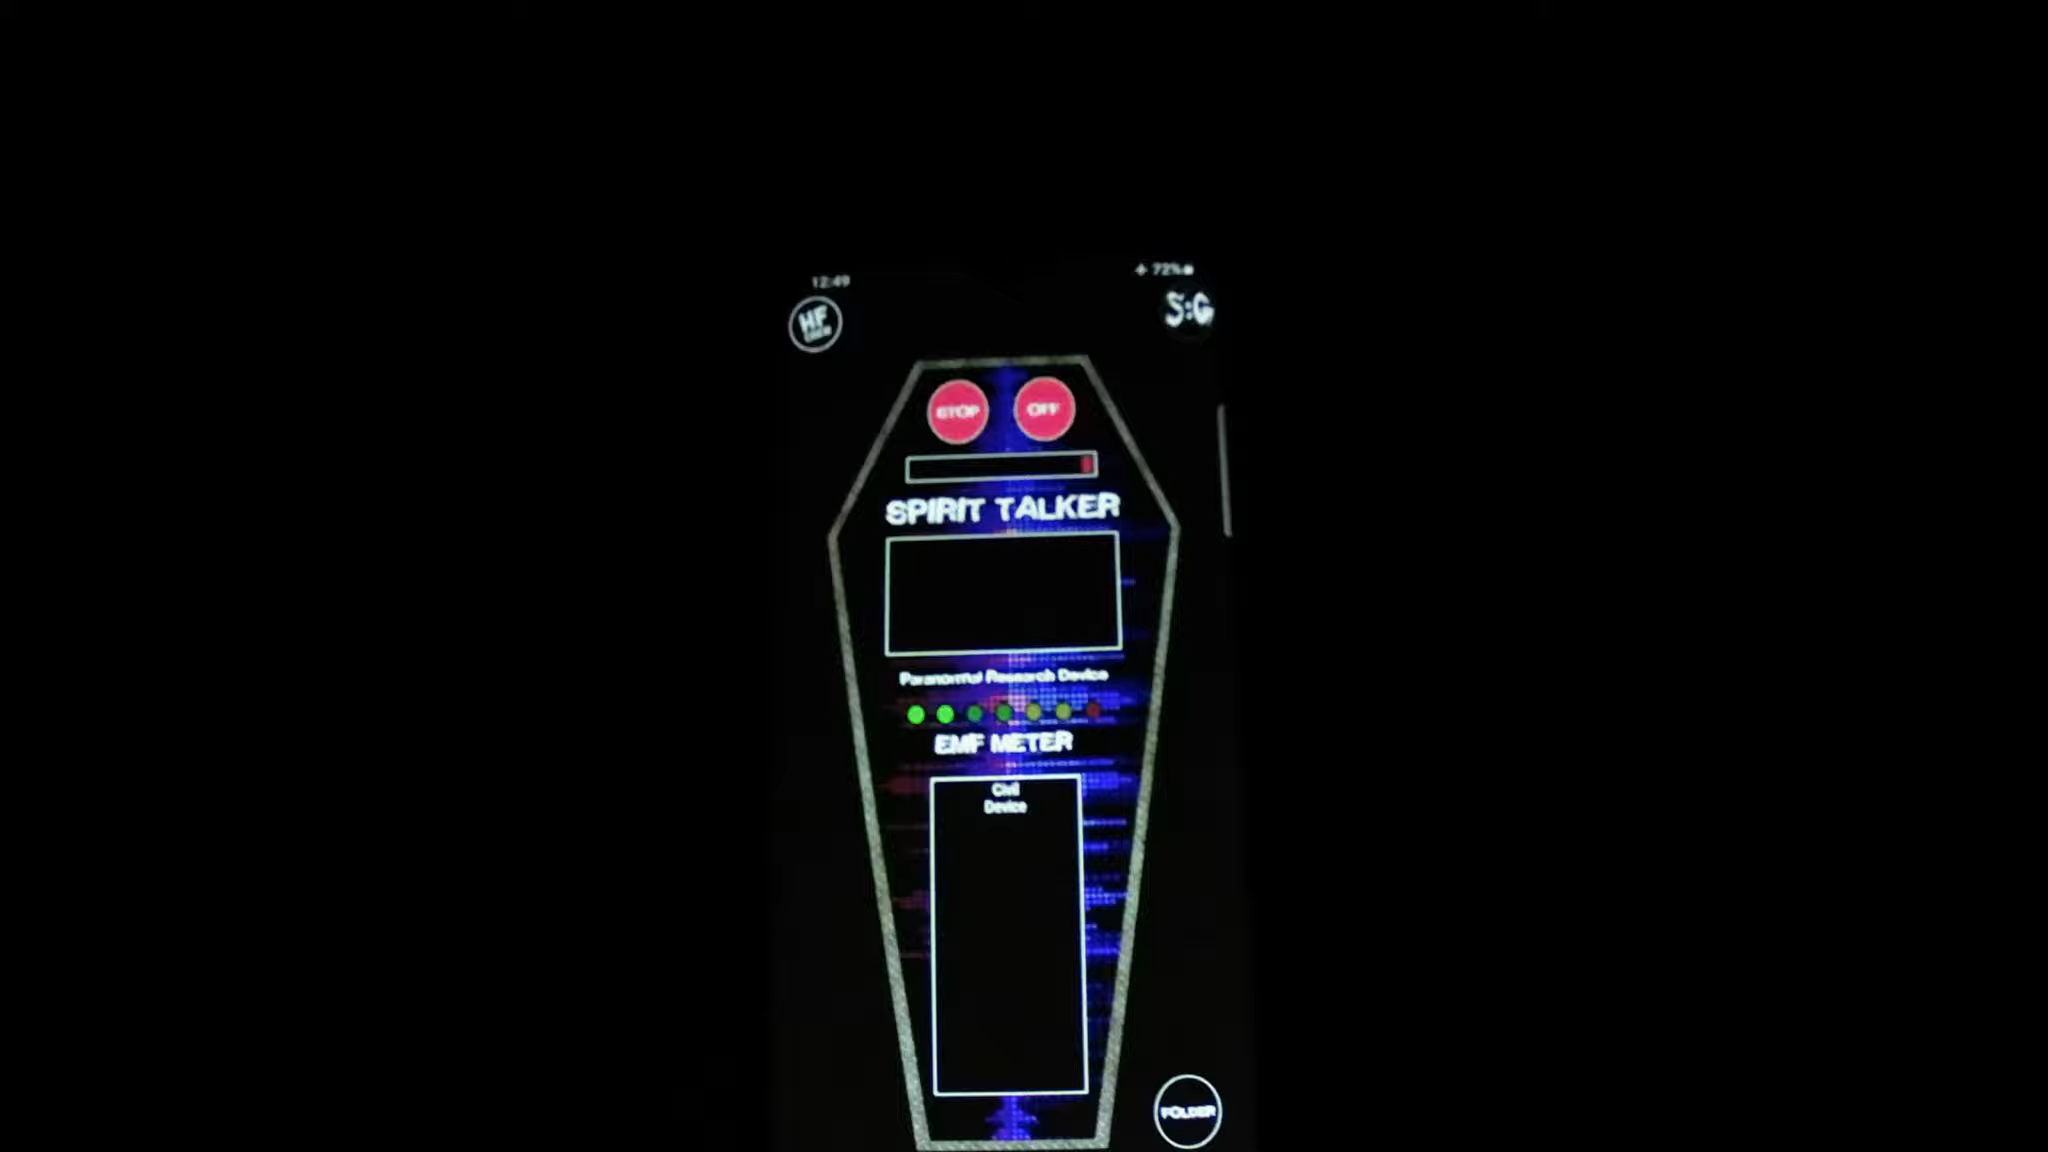 12:49
72%
HF
S:G
STOP
OFF
SPIRIT TALKER
Paranormal Research Device
EMF METER
Civil
Device
FOLDER